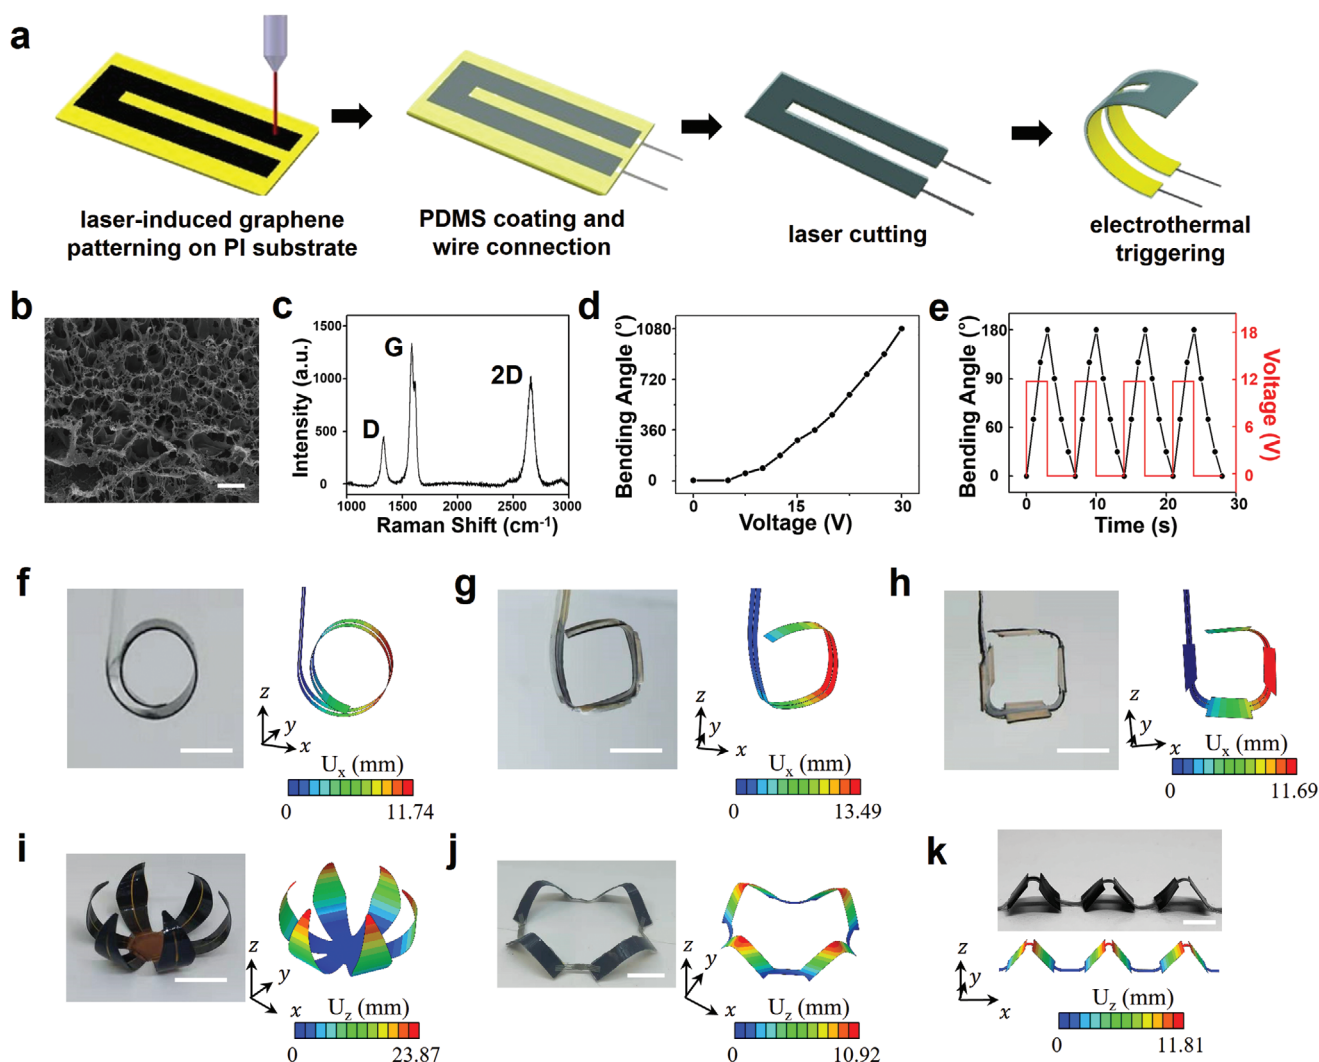 a
laser-induced graphene
patterning on PI substrate
PDMS coating and
wire connection
laser cutting
electrothermal
triggering
b
c
Intensity (a.u.)
1500
1000
500
0
D
G
2D
1000
1500
2000
2500
3000
Raman Shift (cm⁻¹)
d
Bending Angle (°)
1080
720
360
0
0
15
30
Voltage (V)
e
Bending Angle (°)
180
90
60
0
18
12
6
0
Voltage (V)
0
10
20
30
Time (s)
f
z
y
x
Uₓ (mm)
0
11.74
g
z
y
x
Uₓ (mm)
0
13.49
h
z
y
x
Uₓ (mm)
0
11.69
i
z
y
x
U_z (mm)
0
23.87
j
z
y
x
U_z (mm)
0
10.92
k
z
y
x
U_z (mm)
0
11.81